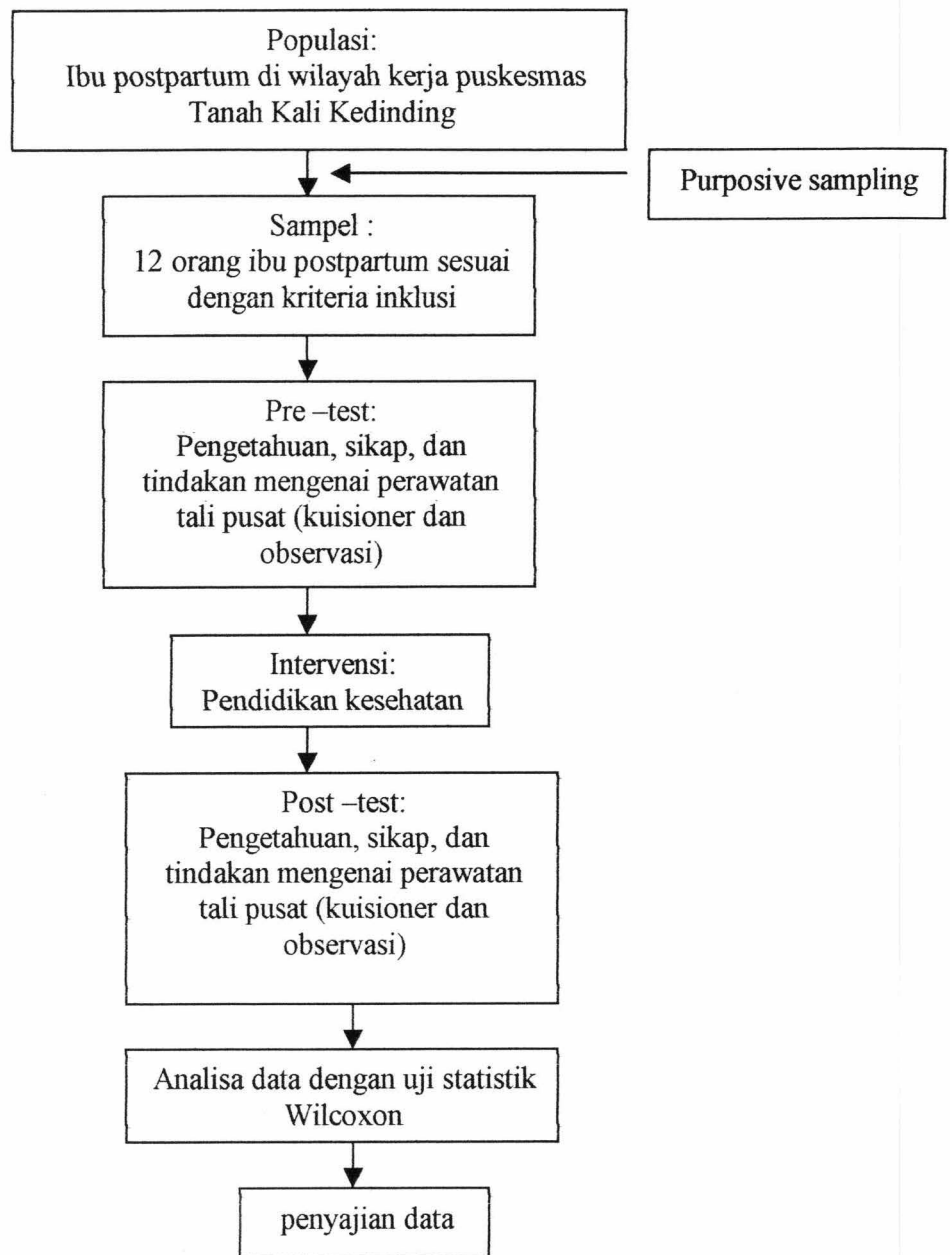 Populasi:
Ibu postpartum di wilayah kerja puskesmas
Tanah Kali Kedinding
Purposive sampling
Sampel :
12 orang ibu postpartum sesuai
dengan kriteria inklusi
Pre –test:
Pengetahuan, sikap, dan
tindakan mengenai perawatan
tali pusat (kuisioner dan
observasi)
Intervensi:
Pendidikan kesehatan
Post –test:
Pengetahuan, sikap, dan
tindakan mengenai perawatan
tali pusat (kuisioner dan
observasi)
Analisa data dengan uji statistik
Wilcoxon
penyajian data